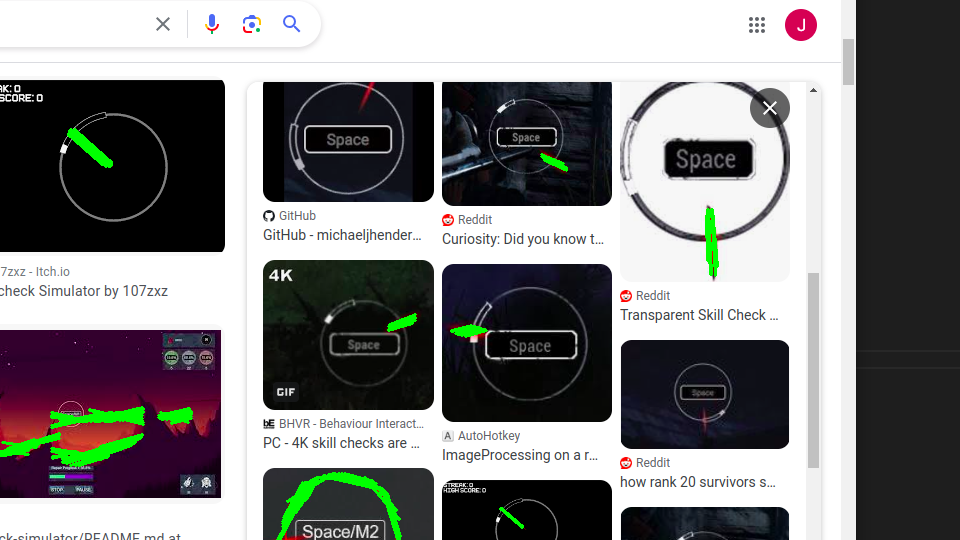 J
AK: 0
SCORE: 0
7zxz - Itch.io
check Simulator by 107zxz
STOP
PAUSE
ck-simulator/README.md at
Space
GitHub
GitHub - michaeljhender...
4K
Space
GIF
BHVR - Behaviour Interact...
PC - 4K skill checks are ...
Space/M2
Space
Reddit
Curiosity: Did you know t...
Space
AutoHotkey
ImageProcessing on a r...
STREAK: 0
HIGH SCORE: 0
Space
Reddit
Transparent Skill Check ...
Space
Reddit
how rank 20 survivors s...